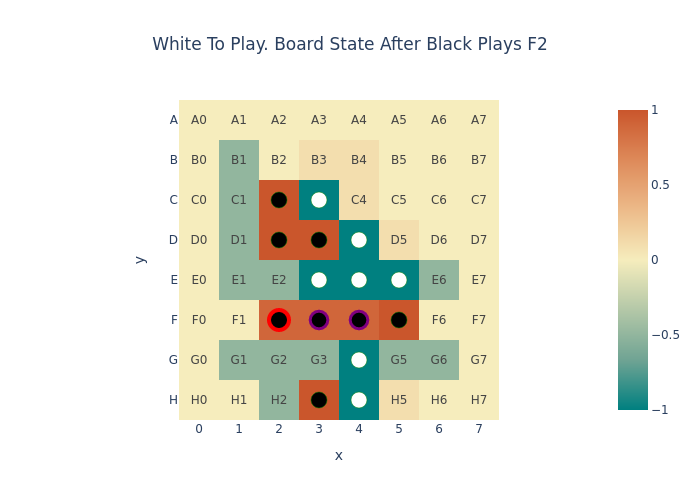 White To Play. Board State After Black Plays F2
A A0 A1 A2 A3 A4 A5 A6 A7
B B0 B1 B2 B3 B4 B5 B6 B7
C C0 C1 C4 C5 C6 C7
D D0 D1 D5 D6 D7
E E0 E1 E2 E6 E7
F F0 F1 F6 F7
G G0 G1 G2 G3 G5 G6 G7
H H0 H1 H2 H5 H6 H7
0 1 2 3 4 5 6 7
x
y
1
0.5
0
−0.5
−1